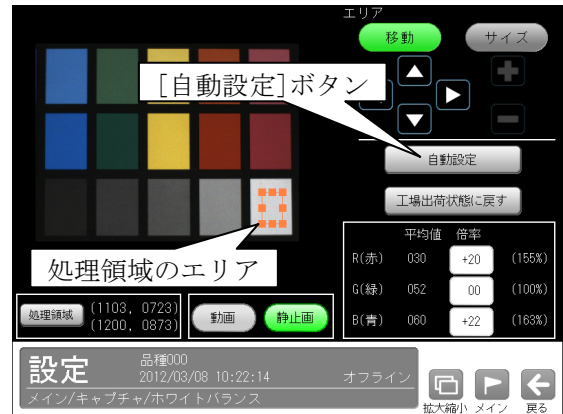 エリア
移動
サイズ
[自動設定]ボタン
自動設定
工場出荷状態に戻す
処理領域のエリア
平均値 倍率
R(赤) 030 +20 (155%)
G(緑) 052 00 (100%)
B(青) 060 +22 (163%)
処理領域
(1103, 0723)
(1200, 0873)
動画
静止画
設定
品種000
2012/03/08 10:22:14
オフライン
メイン/キャプチャ/ホワイトバランス
拡大縮小
メイン
戻る